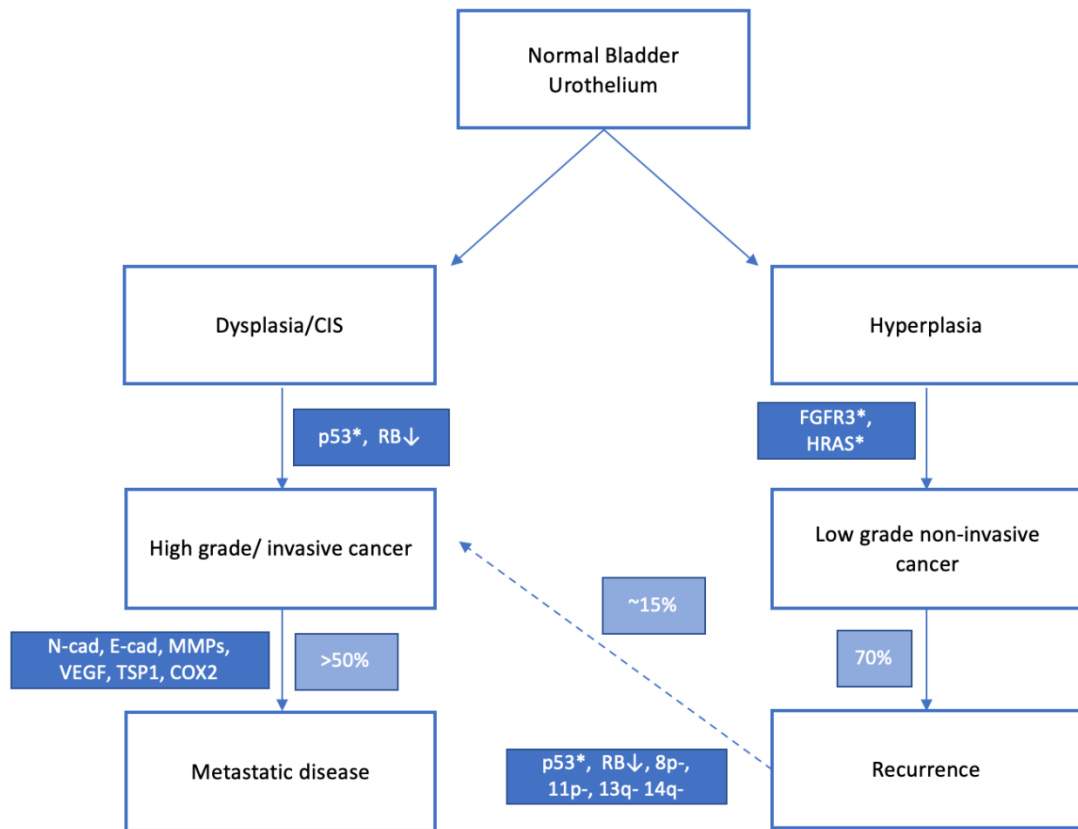 Normal Bladder
Urothelium
Dysplasia/CIS
Hyperplasia
p53*, RB↓
FGFR3*,
HRAS*
High grade/ invasive cancer
Low grade non-invasive
cancer
~15%
N-cad, E-cad, MMPs,
VEGF, TSP1, COX2
>50%
70%
Metastatic disease
p53*, RB↓, 8p-,
11p-, 13q- 14q-
Recurrence